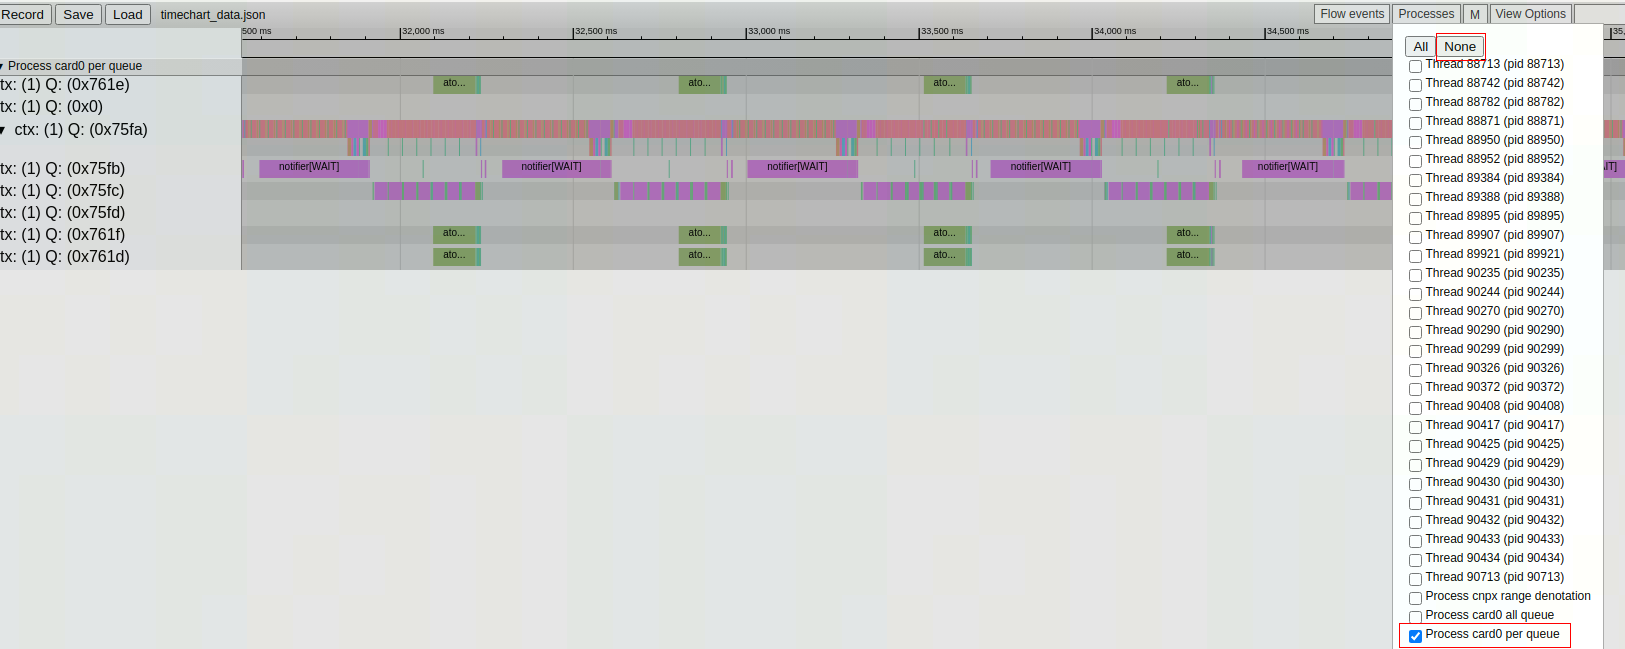 Record Save Load timechart_data.json Flow events Processes M View Options
500 ms 32,000 ms 32,500 ms 33,000 ms 33,500 ms 34,000 ms 34,500 ms 35,
All None
▼ Process card0 per queue
tx: (1) Q: (0x761e) ato... ato... ato... ato...
tx: (1) Q: (0x0)
▼ ctx: (1) Q: (0x75fa)
tx: (1) Q: (0x75fb) notifier[WAIT] notifier[WAIT] notifier[WAIT] notifier[WAIT] notifier[WAIT] IT]
tx: (1) Q: (0x75fc)
tx: (1) Q: (0x75fd)
tx: (1) Q: (0x761f) ato... ato... ato... ato...
tx: (1) Q: (0x761d) ato... ato... ato... ato...
Thread 88713 (pid 88713)
Thread 88742 (pid 88742)
Thread 88782 (pid 88782)
Thread 88871 (pid 88871)
Thread 88950 (pid 88950)
Thread 88952 (pid 88952)
Thread 89384 (pid 89384)
Thread 89388 (pid 89388)
Thread 89895 (pid 89895)
Thread 89907 (pid 89907)
Thread 89921 (pid 89921)
Thread 90235 (pid 90235)
Thread 90244 (pid 90244)
Thread 90270 (pid 90270)
Thread 90290 (pid 90290)
Thread 90299 (pid 90299)
Thread 90326 (pid 90326)
Thread 90372 (pid 90372)
Thread 90408 (pid 90408)
Thread 90417 (pid 90417)
Thread 90425 (pid 90425)
Thread 90429 (pid 90429)
Thread 90430 (pid 90430)
Thread 90431 (pid 90431)
Thread 90432 (pid 90432)
Thread 90433 (pid 90433)
Thread 90434 (pid 90434)
Thread 90713 (pid 90713)
Process cnpx range denotation
Process card0 all queue
Process card0 per queue